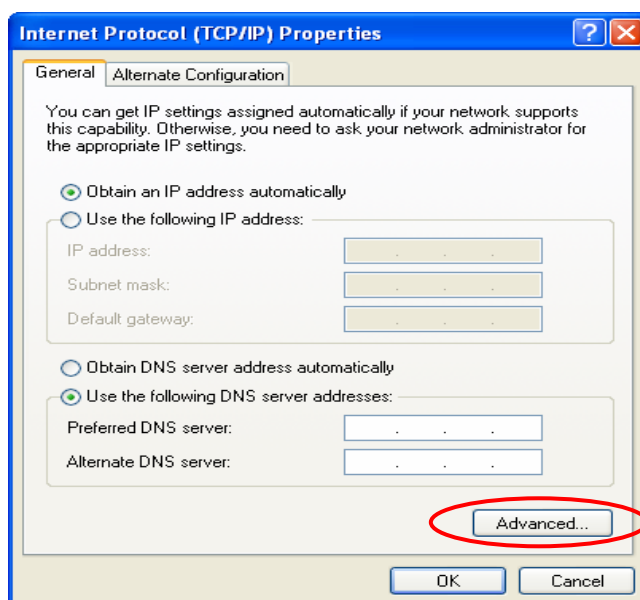 Internet Protocol (TCP/IP) Properties
General
Alternate Configuration
You can get IP settings assigned automatically if your network supports
this capability. Otherwise, you need to ask your network administrator for
the appropriate IP settings.
Obtain an IP address automatically
Use the following IP address:
IP address:
Subnet mask:
Default gateway:
Obtain DNS server address automatically
Use the following DNS server addresses:
Preferred DNS server:
Alternate DNS server:
Advanced...
OK
Cancel